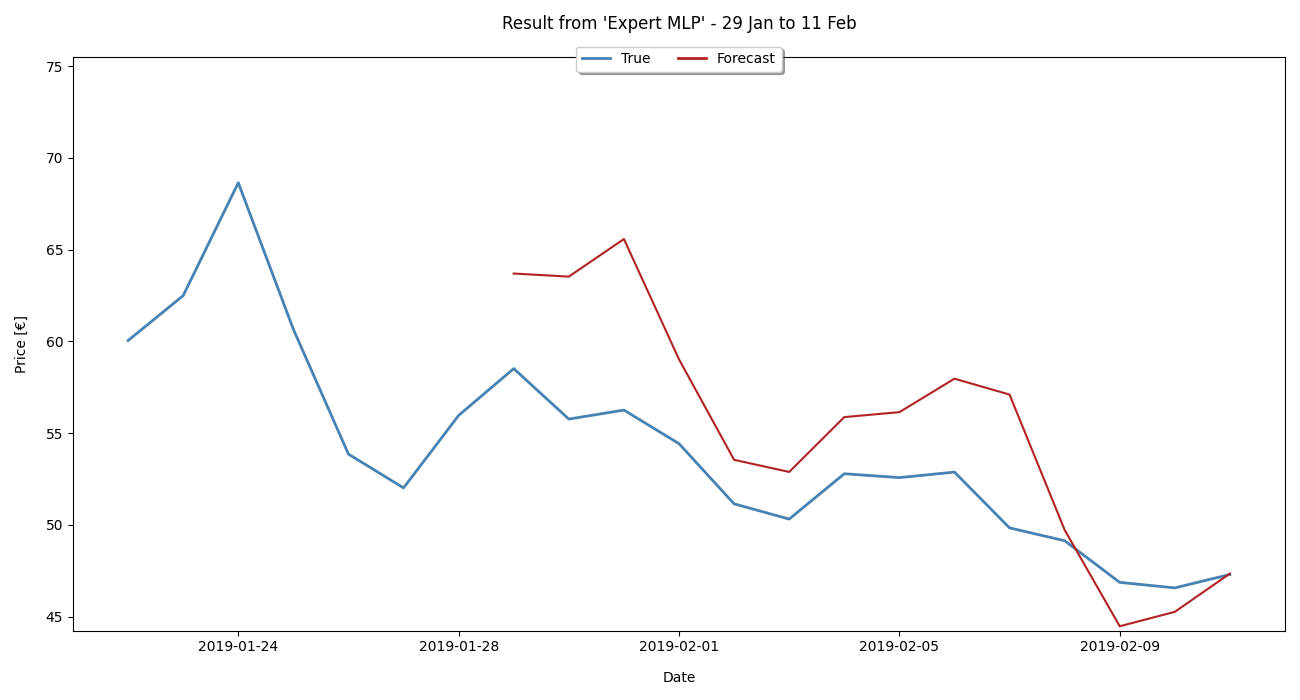 Result from 'Expert MLP' - 29 Jan to 11 Feb
True Forecast
75
70
65
60
55
50
45
Price [€]
2019-01-24 2019-01-28 2019-02-01 2019-02-05 2019-02-09
Date